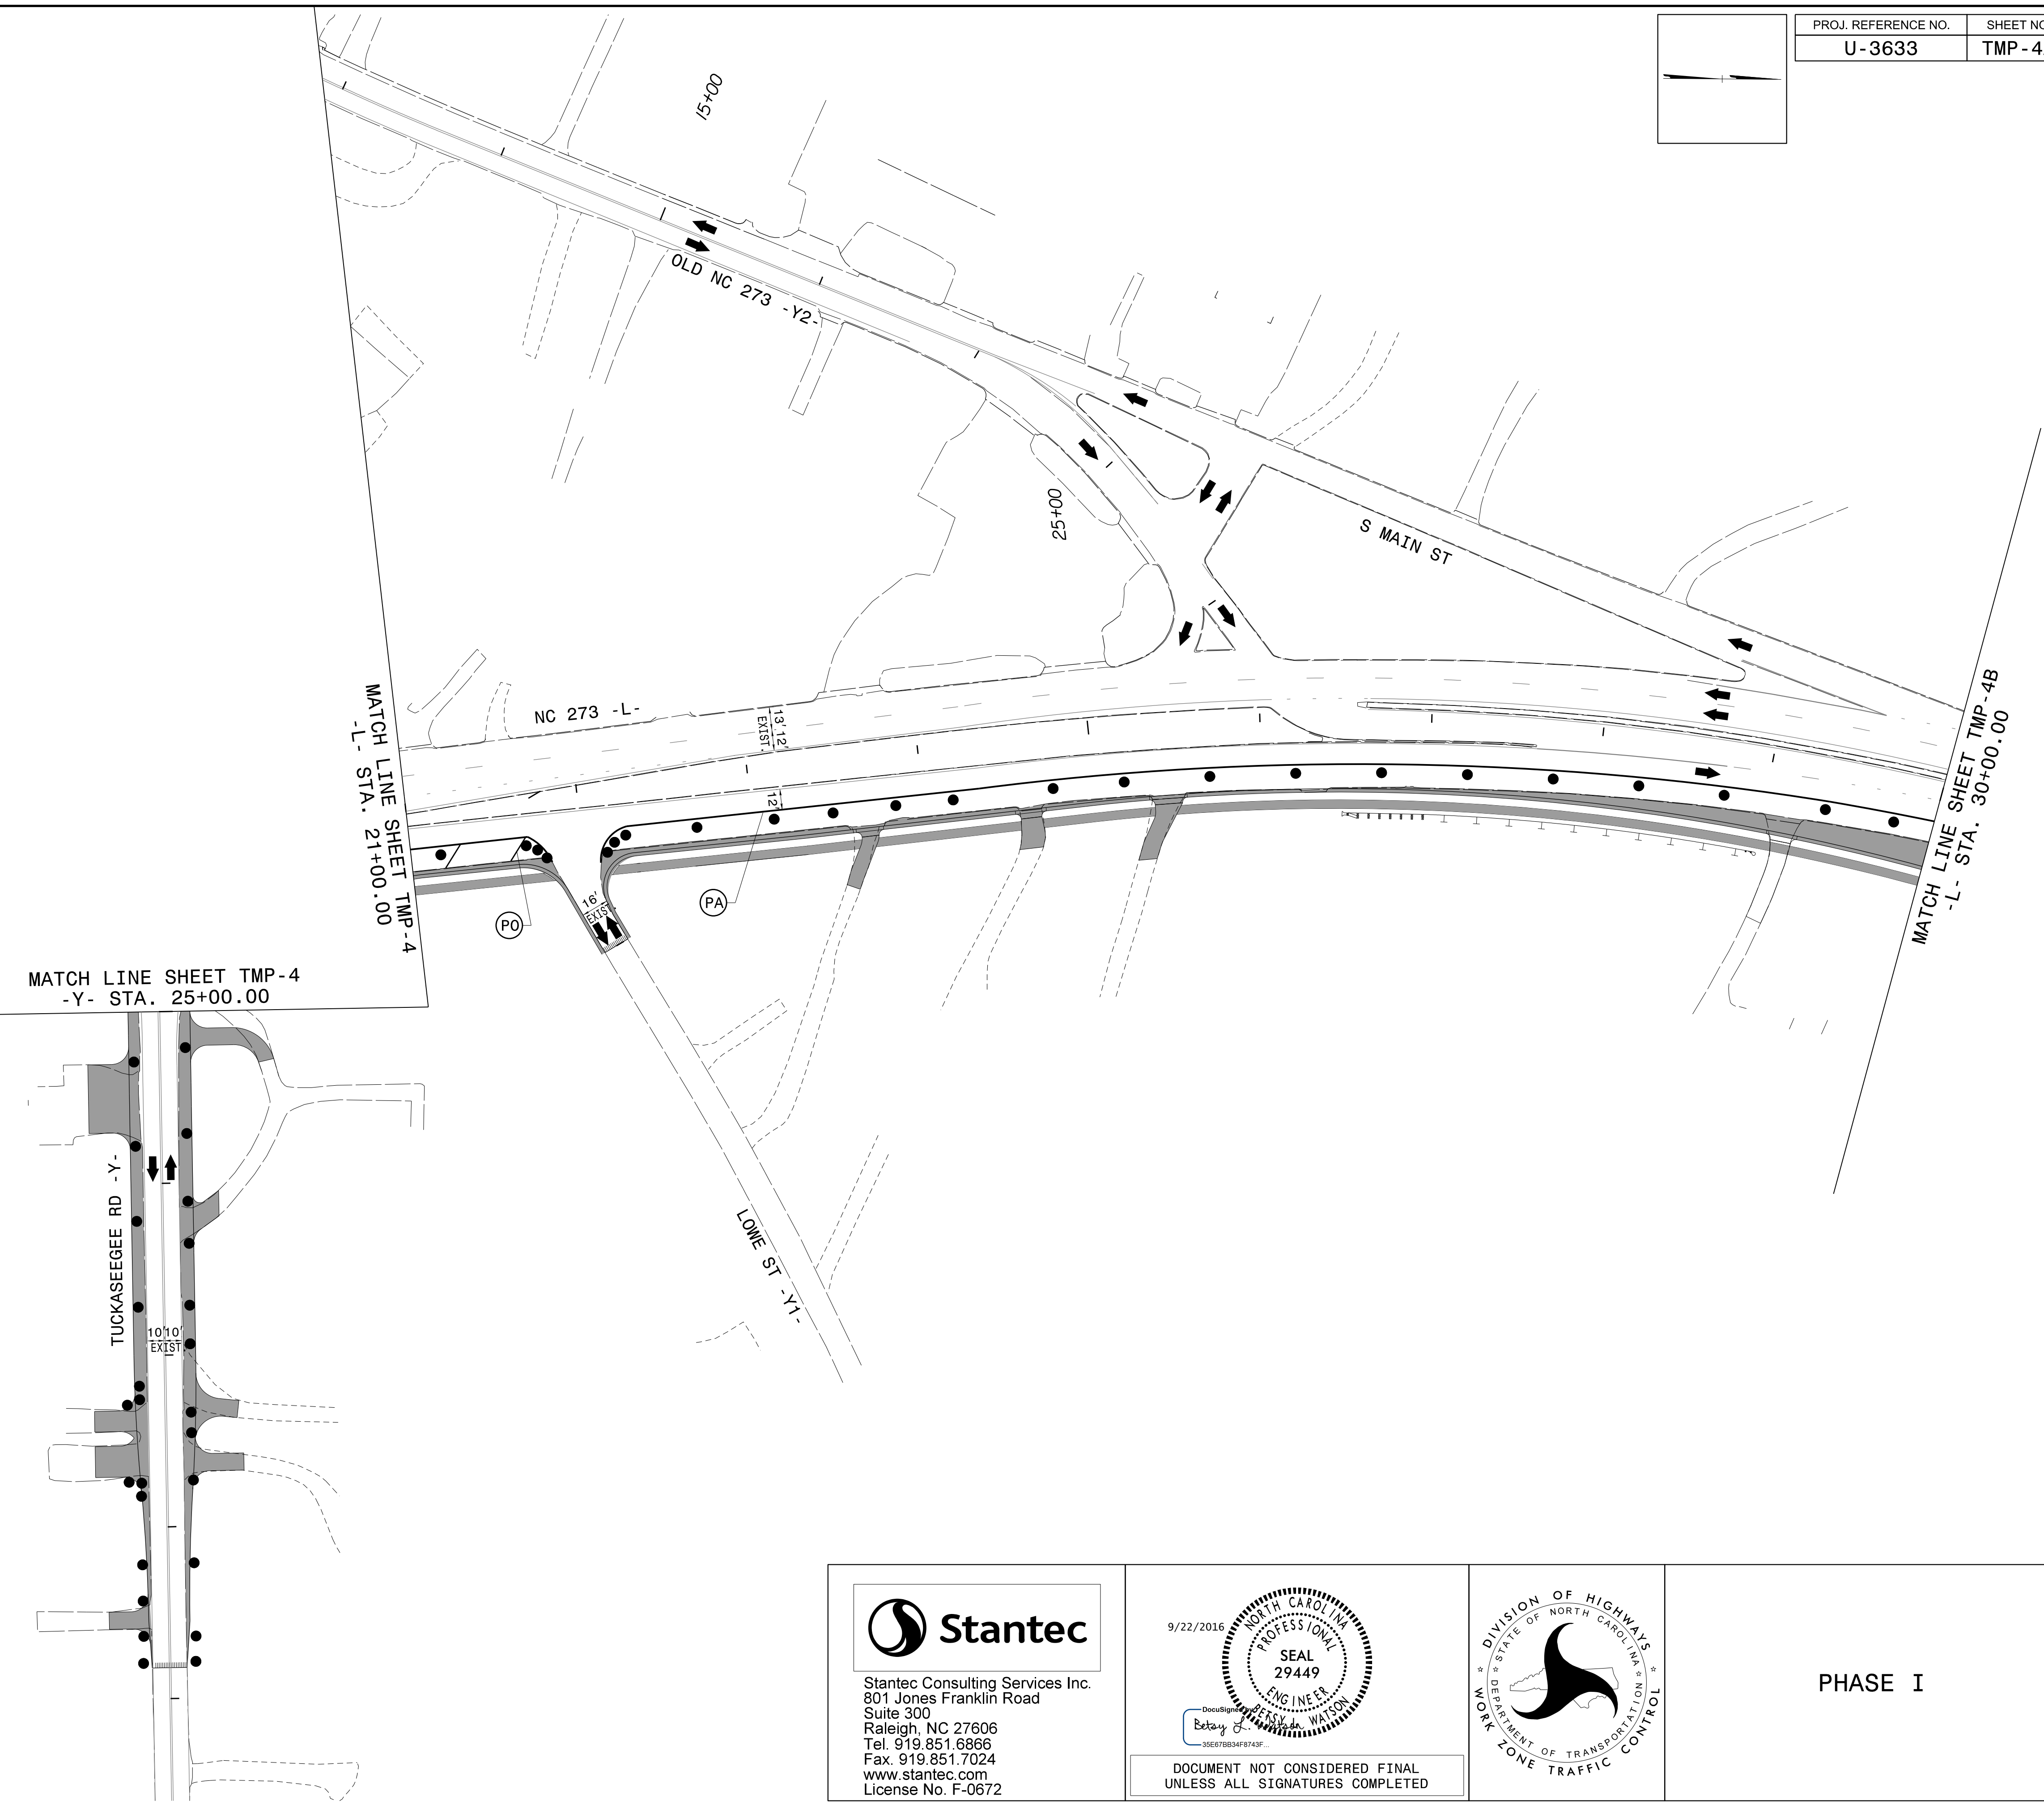 PROJ. REFERENCE NO.
SHEET NO
U-3633
TMP-4
15+00
OLD NC 273 -Y2-
25+00
S MAIN ST
NC 273 -L-
13' 12'
EXIST.
12'
MATCH LINE SHEET TMP-4
-L- STA. 21+00.00
MATCH LINE SHEET TMP-4B
-L- STA. 30+00.00
PO
PA
16'
EXIST.
MATCH LINE SHEET TMP-4
-Y- STA. 25+00.00
TUCKASEEGEE RD -Y-
10' 10'
EXIST.
LOWE ST -Y1-
Stantec
Stantec Consulting Services Inc.
801 Jones Franklin Road
Suite 300
Raleigh, NC 27606
Tel. 919.851.6866
Fax. 919.851.7024
www.stantec.com
License No. F-0672
9/22/2016
NORTH CAROLINA
PROFESSIONAL
SEAL
29449
ENGINEER
BETSY L. WATSON
DocuSigned
Betsy L. Watson
35E67BB34F8743F...
DOCUMENT NOT CONSIDERED FINAL
UNLESS ALL SIGNATURES COMPLETED
DIVISION OF HIGHWAYS
STATE OF NORTH CAROLINA
DEPARTMENT OF TRANSPORTATION
WORK ZONE TRAFFIC CONTROL
PHASE I